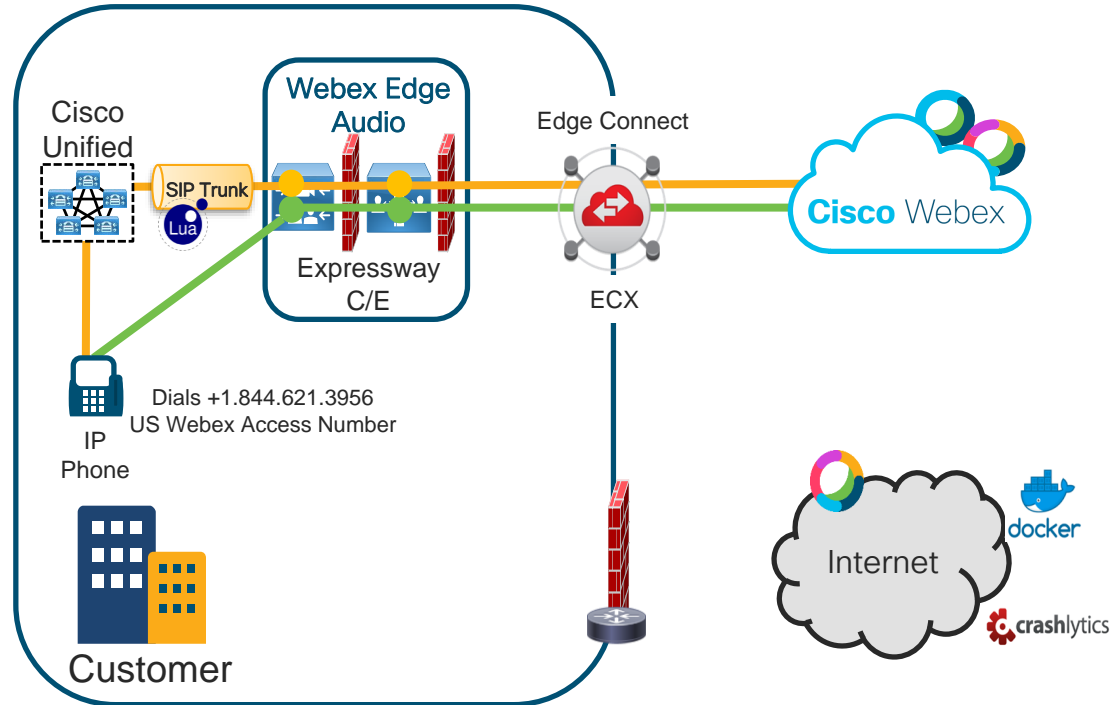 Cisco
Unified
SIP Trunk
Lua
Webex Edge
Audio
Expressway
C/E
Edge Connect
ECX
Cisco Webex
Dials +1.844.621.3956
US Webex Access Number
IP
Phone
Customer
Internet
docker
crashlytics